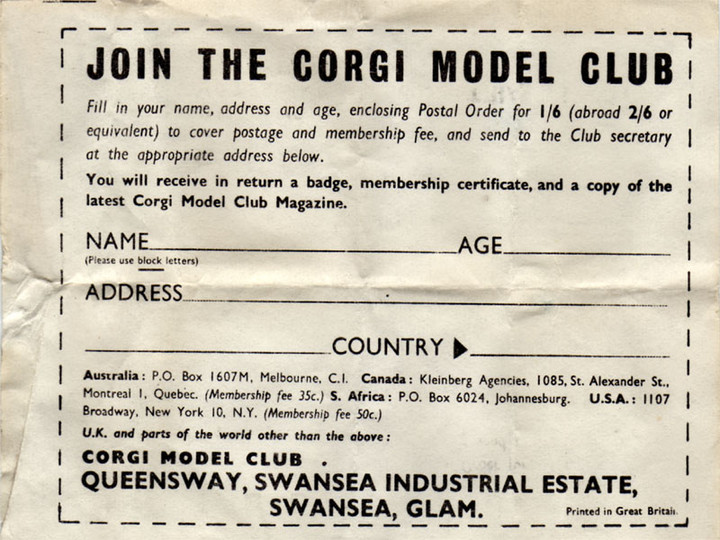 JOIN THE CORGI MODEL CLUB
Fill in your name, address and age, enclosing Postal Order for 1/6 (abroad 2/6 or
equivalent) to cover postage and membership fee, and send to the Club secretary
at the appropriate address below.
You will receive in return a badge, membership certificate, and a copy of the
latest Corgi Model Club Magazine.
NAME AGE
(Please use block letters)
ADDRESS
COUNTRY
Australia : P.O. Box 1607M, Melbourne, C.I. Canada : Kleinberg Agencies, 1085, St. Alexander St.,
Montreal 1, Quebec. (Membership fee 35c.) S. Africa : P.O. Box 6024, Johannesburg. U.S.A. : 1107
Broadway, New York 10, N.Y. (Membership fee 50c.)
U.K. and parts of the world other than the above :
CORGI MODEL CLUB .
QUEENSWAY, SWANSEA INDUSTRIAL ESTATE,
SWANSEA, GLAM.
Printed in Great Britain